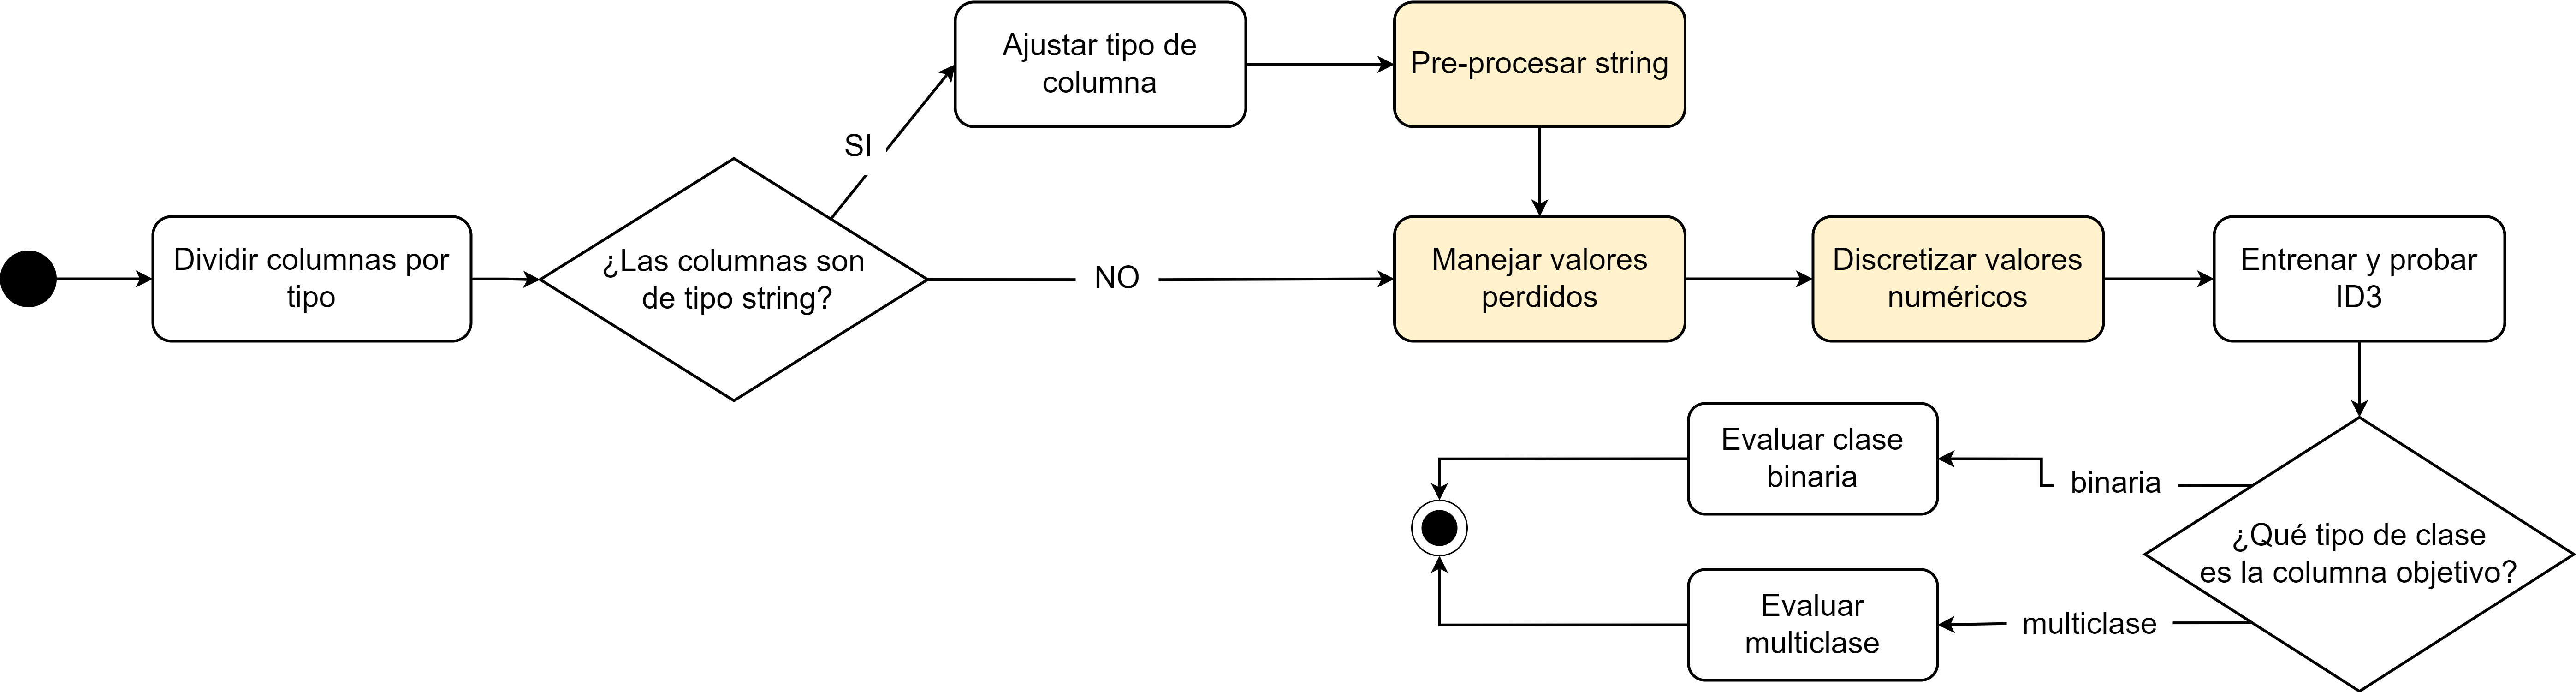 Ajustar tipo de
columna
Pre-procesar string
SI
Dividir columnas por
tipo
¿Las columnas son
de tipo string?
NO
Manejar valores
perdidos
Discretizar valores
numéricos
Entrenar y probar
ID3
Evaluar clase
binaria
binaria
¿Qué tipo de clase
es la columna objetivo?
Evaluar
multiclase
multiclase